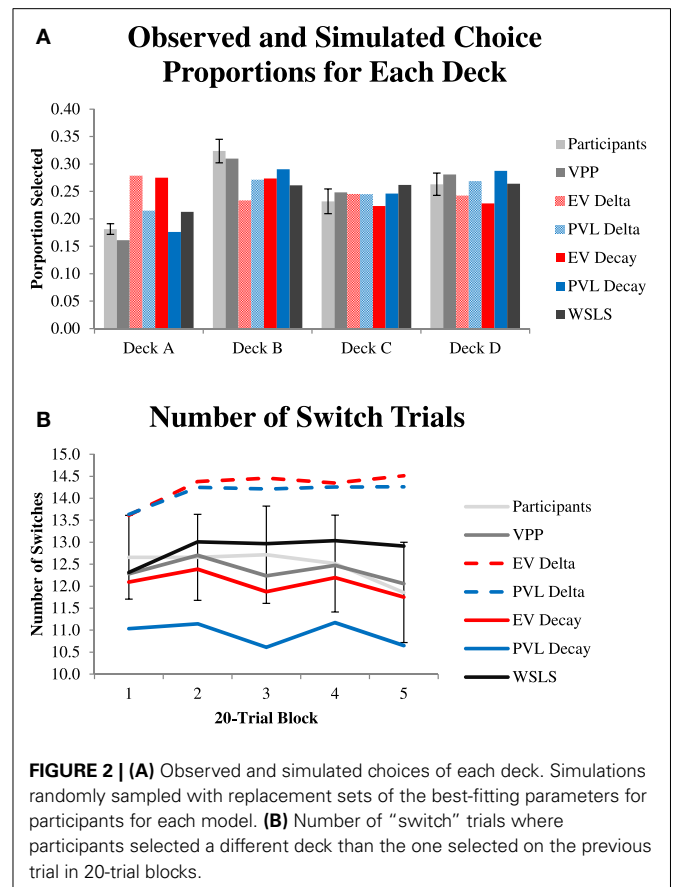 A
Observed and Simulated Choice
Proportions for Each Deck
Porportion Selected
0.40
0.35
0.30
0.25
0.20
0.15
0.10
0.05
0.00
Deck A
Deck B
Deck C
Deck D
Participants
VPP
EV Delta
PVL Delta
EV Decay
PVL Decay
WSLS
B
Number of Switch Trials
Number of Switches
15.0
14.5
14.0
13.5
13.0
12.5
12.0
11.5
11.0
10.5
10.0
1
2
3
4
5
20-Trial Block
Participants
VPP
EV Delta
PVL Delta
EV Decay
PVL Decay
WSLS
FIGURE 2 | (A) Observed and simulated choices of each deck. Simulations
randomly sampled with replacement sets of the best-fitting parameters for
participants for each model. (B) Number of “switch” trials where
participants selected a different deck than the one selected on the previous
trial in 20-trial blocks.